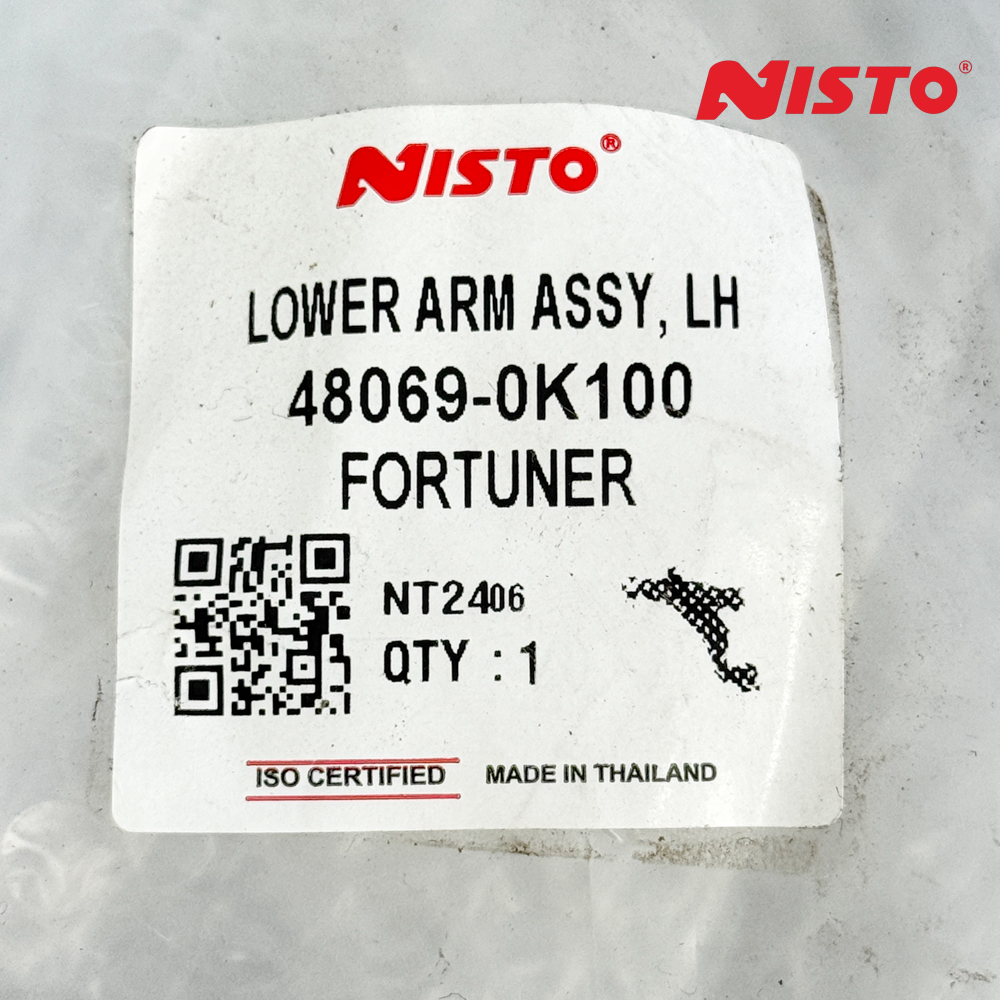 NISTO®
NISTO®
LOWER ARM ASSY, LH
48069-0K100
FORTUNER
NT2406
QTY : 1
ISO CERTIFIED
MADE IN THAILAND